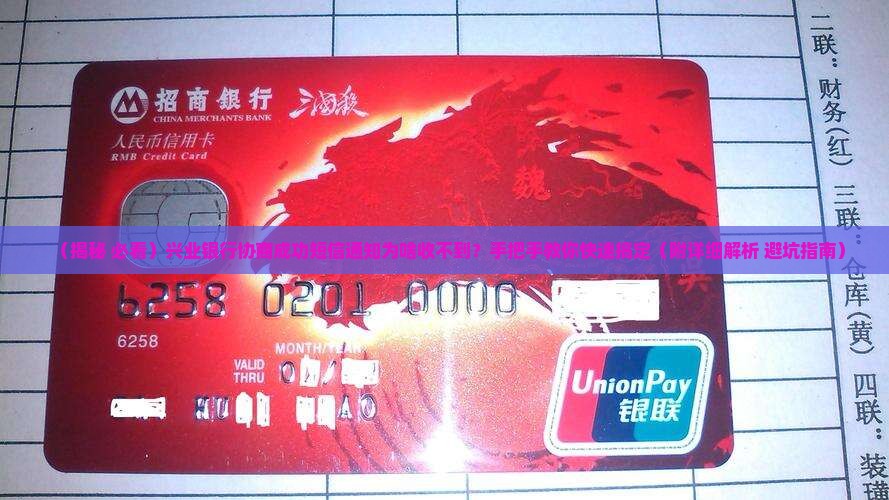 招商银行
CHINA MERCHANTS BANK
三国杀
人民币信用卡
RMB Credit Card
魏
(揭秘 必看) 兴业银行协商成功短信通知为啥收不到？手把手教你快速搞定（附详细解析 避坑指南）
6258 0201 0000
6258
MONTH/YEAR
VALID
THRU
0
HU
HAO
UnionPay
银联
二联：财务(红) 三联：仓库(黄) 四联：装璜